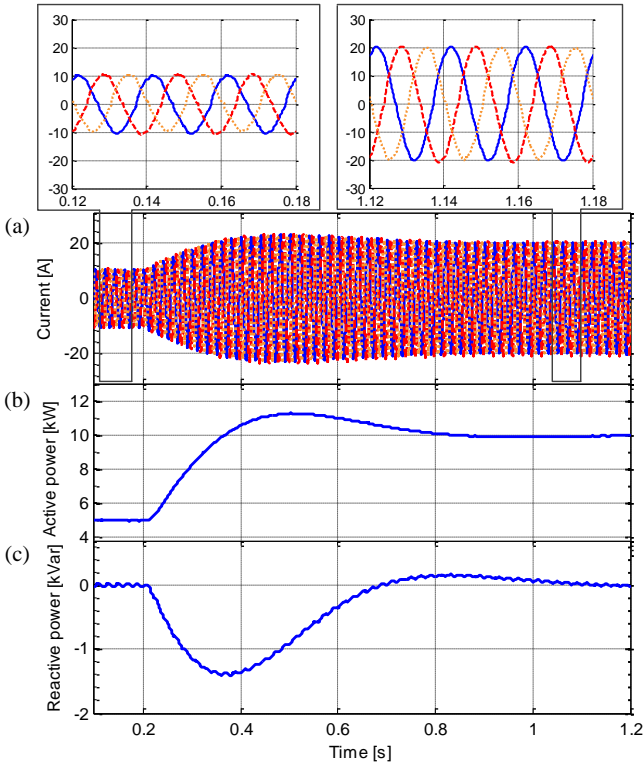 30 30
20 20
10 10
0 0
-10 -10
-20 -20
30 30
0.12 0.14 0.16 0.18 1.12 1.14 1.16 1.18
(a)
20
0
-20
Current [A]
(b)
12
10
8
6
4
Active power [kW]
(c)
0
-1
-2
Reactive power [kVar]
0.2 0.4 0.6 0.8 1 1.2
Time [s]